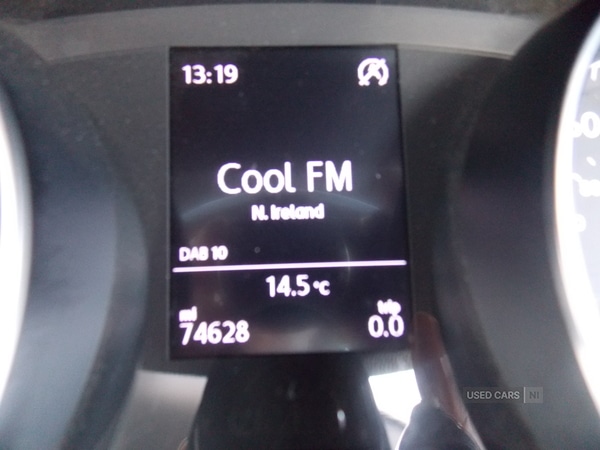 13:19
Cool FM
N. Ireland
DAB 10
14.5 °C
mi trip
74628 0.0
USED CARS NI